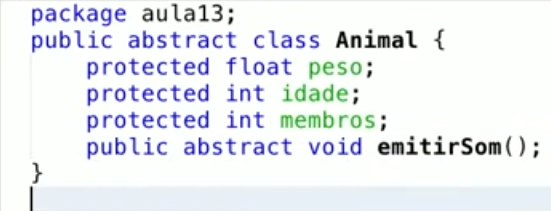 package aula13;
public abstract class Animal {
    protected float peso;
    protected int idade;
    protected int membros;
    public abstract void emitirSom();
}